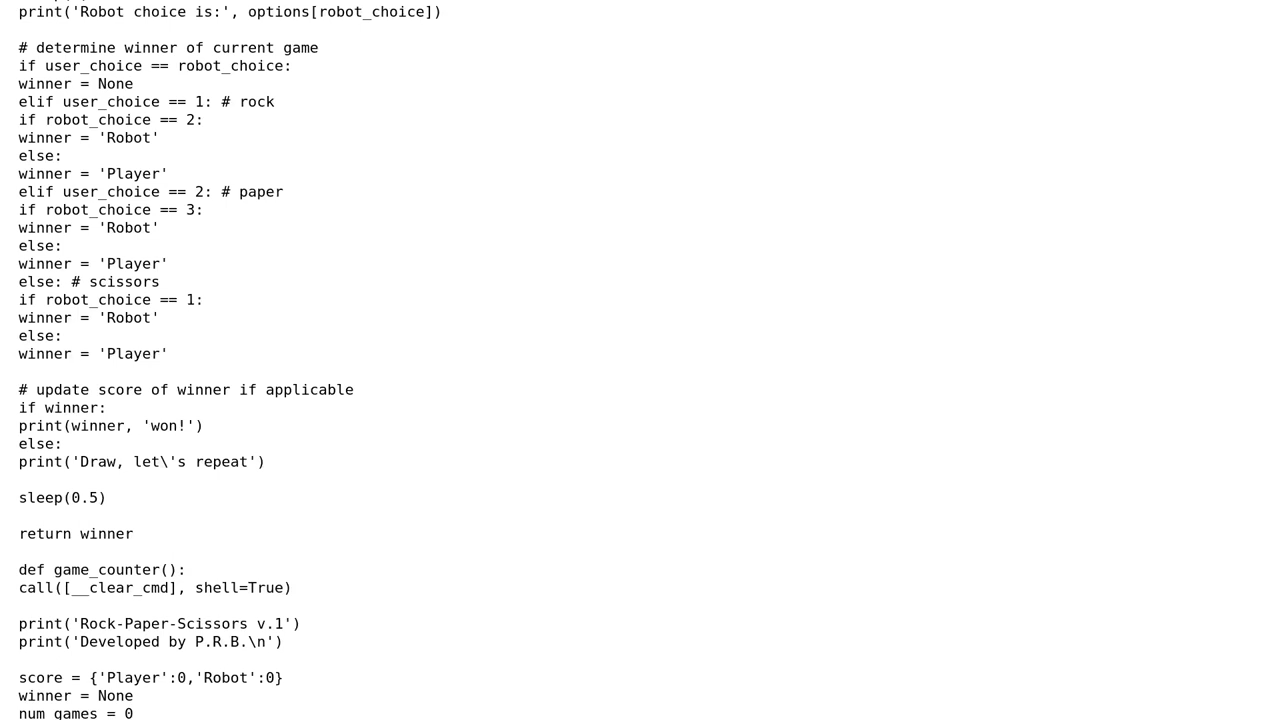 print('Robot choice is:', options[robot_choice])
# determine winner of current game
if user_choice == robot_choice:
winner = None
elif user_choice == 1: # rock
if robot_choice == 2:
winner = 'Robot'
else:
winner = 'Player'
elif user_choice == 2: # paper
if robot_choice == 3:
winner = 'Robot'
else:
winner = 'Player'
else: # scissors
if robot_choice == 1:
winner = 'Robot'
else:
winner = 'Player'
# update score of winner if applicable
if winner:
print(winner, 'won!')
else:
print('Draw, let\'s repeat')
sleep(0.5)
return winner
def game_counter():
call([__clear_cmd], shell=True)
print('Rock-Paper-Scissors v.1')
print('Developed by P.R.B.\n')
score = {'Player':0,'Robot':0}
winner = None
num_games = 0